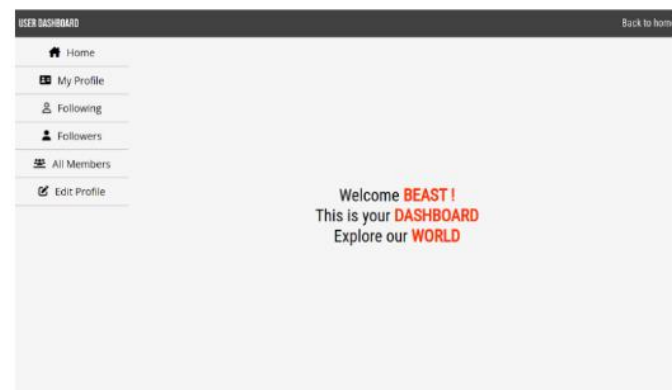 USER DASHBOARD
Back to home
Home
My Profile
Following
Followers
All Members
Edit Profile
Welcome BEAST !
This is your DASHBOARD
Explore our WORLD